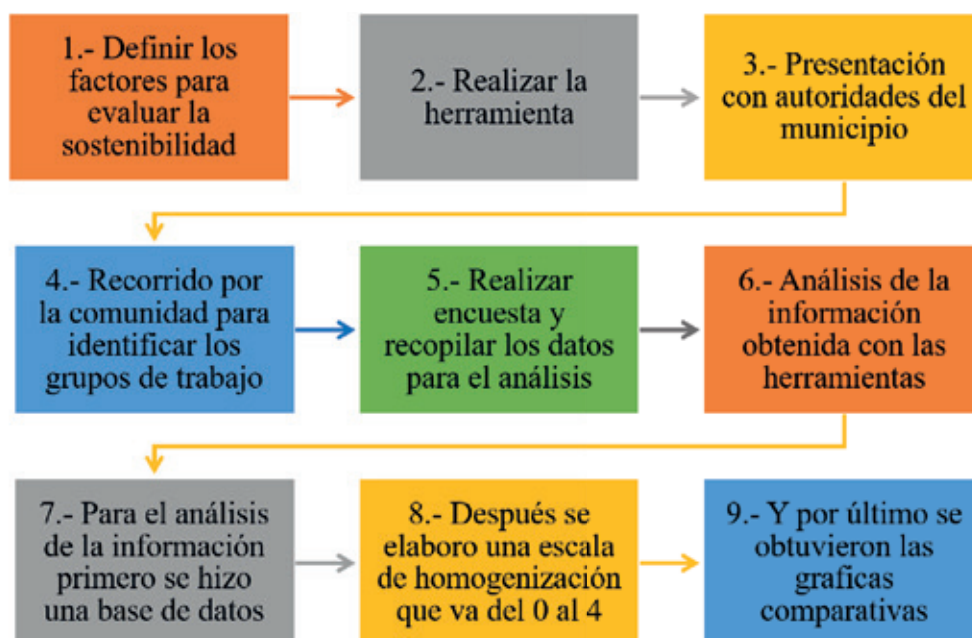 1.- Definir los
factores para
evaluar la
sostenibilidad
2.- Realizar la
herramienta
3.- Presentación
con autoridades del
municipio
4.- Recorrido por
la comunidad para
identificar los
grupos de trabajo
5.- Realizar
encuesta y
recopilar los datos
para el análisis
6.- Análisis de la
información
obtenida con las
herramientas
7.- Para el análisis
de la información
primero se hizo
una base de datos
8.- Después se
elaboro una escala
de homogenización
que va del 0 al 4
9.- Y por último se
obtuvieron las
graficas
comparativas